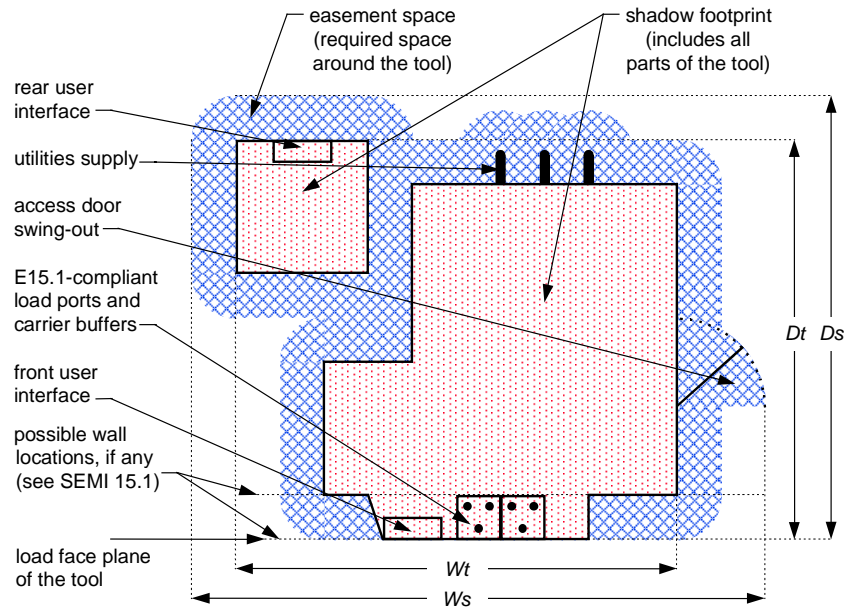 easement space
(required space
around the tool)
shadow footprint
(includes all
parts of the tool)
rear user
interface
utilities supply
access door
swing-out
E15.1-compliant
load ports and
carrier buffers
front user
interface
possible wall
locations, if any
(see SEMI 15.1)
load face plane
of the tool
Dt
Ds
Wt
Ws